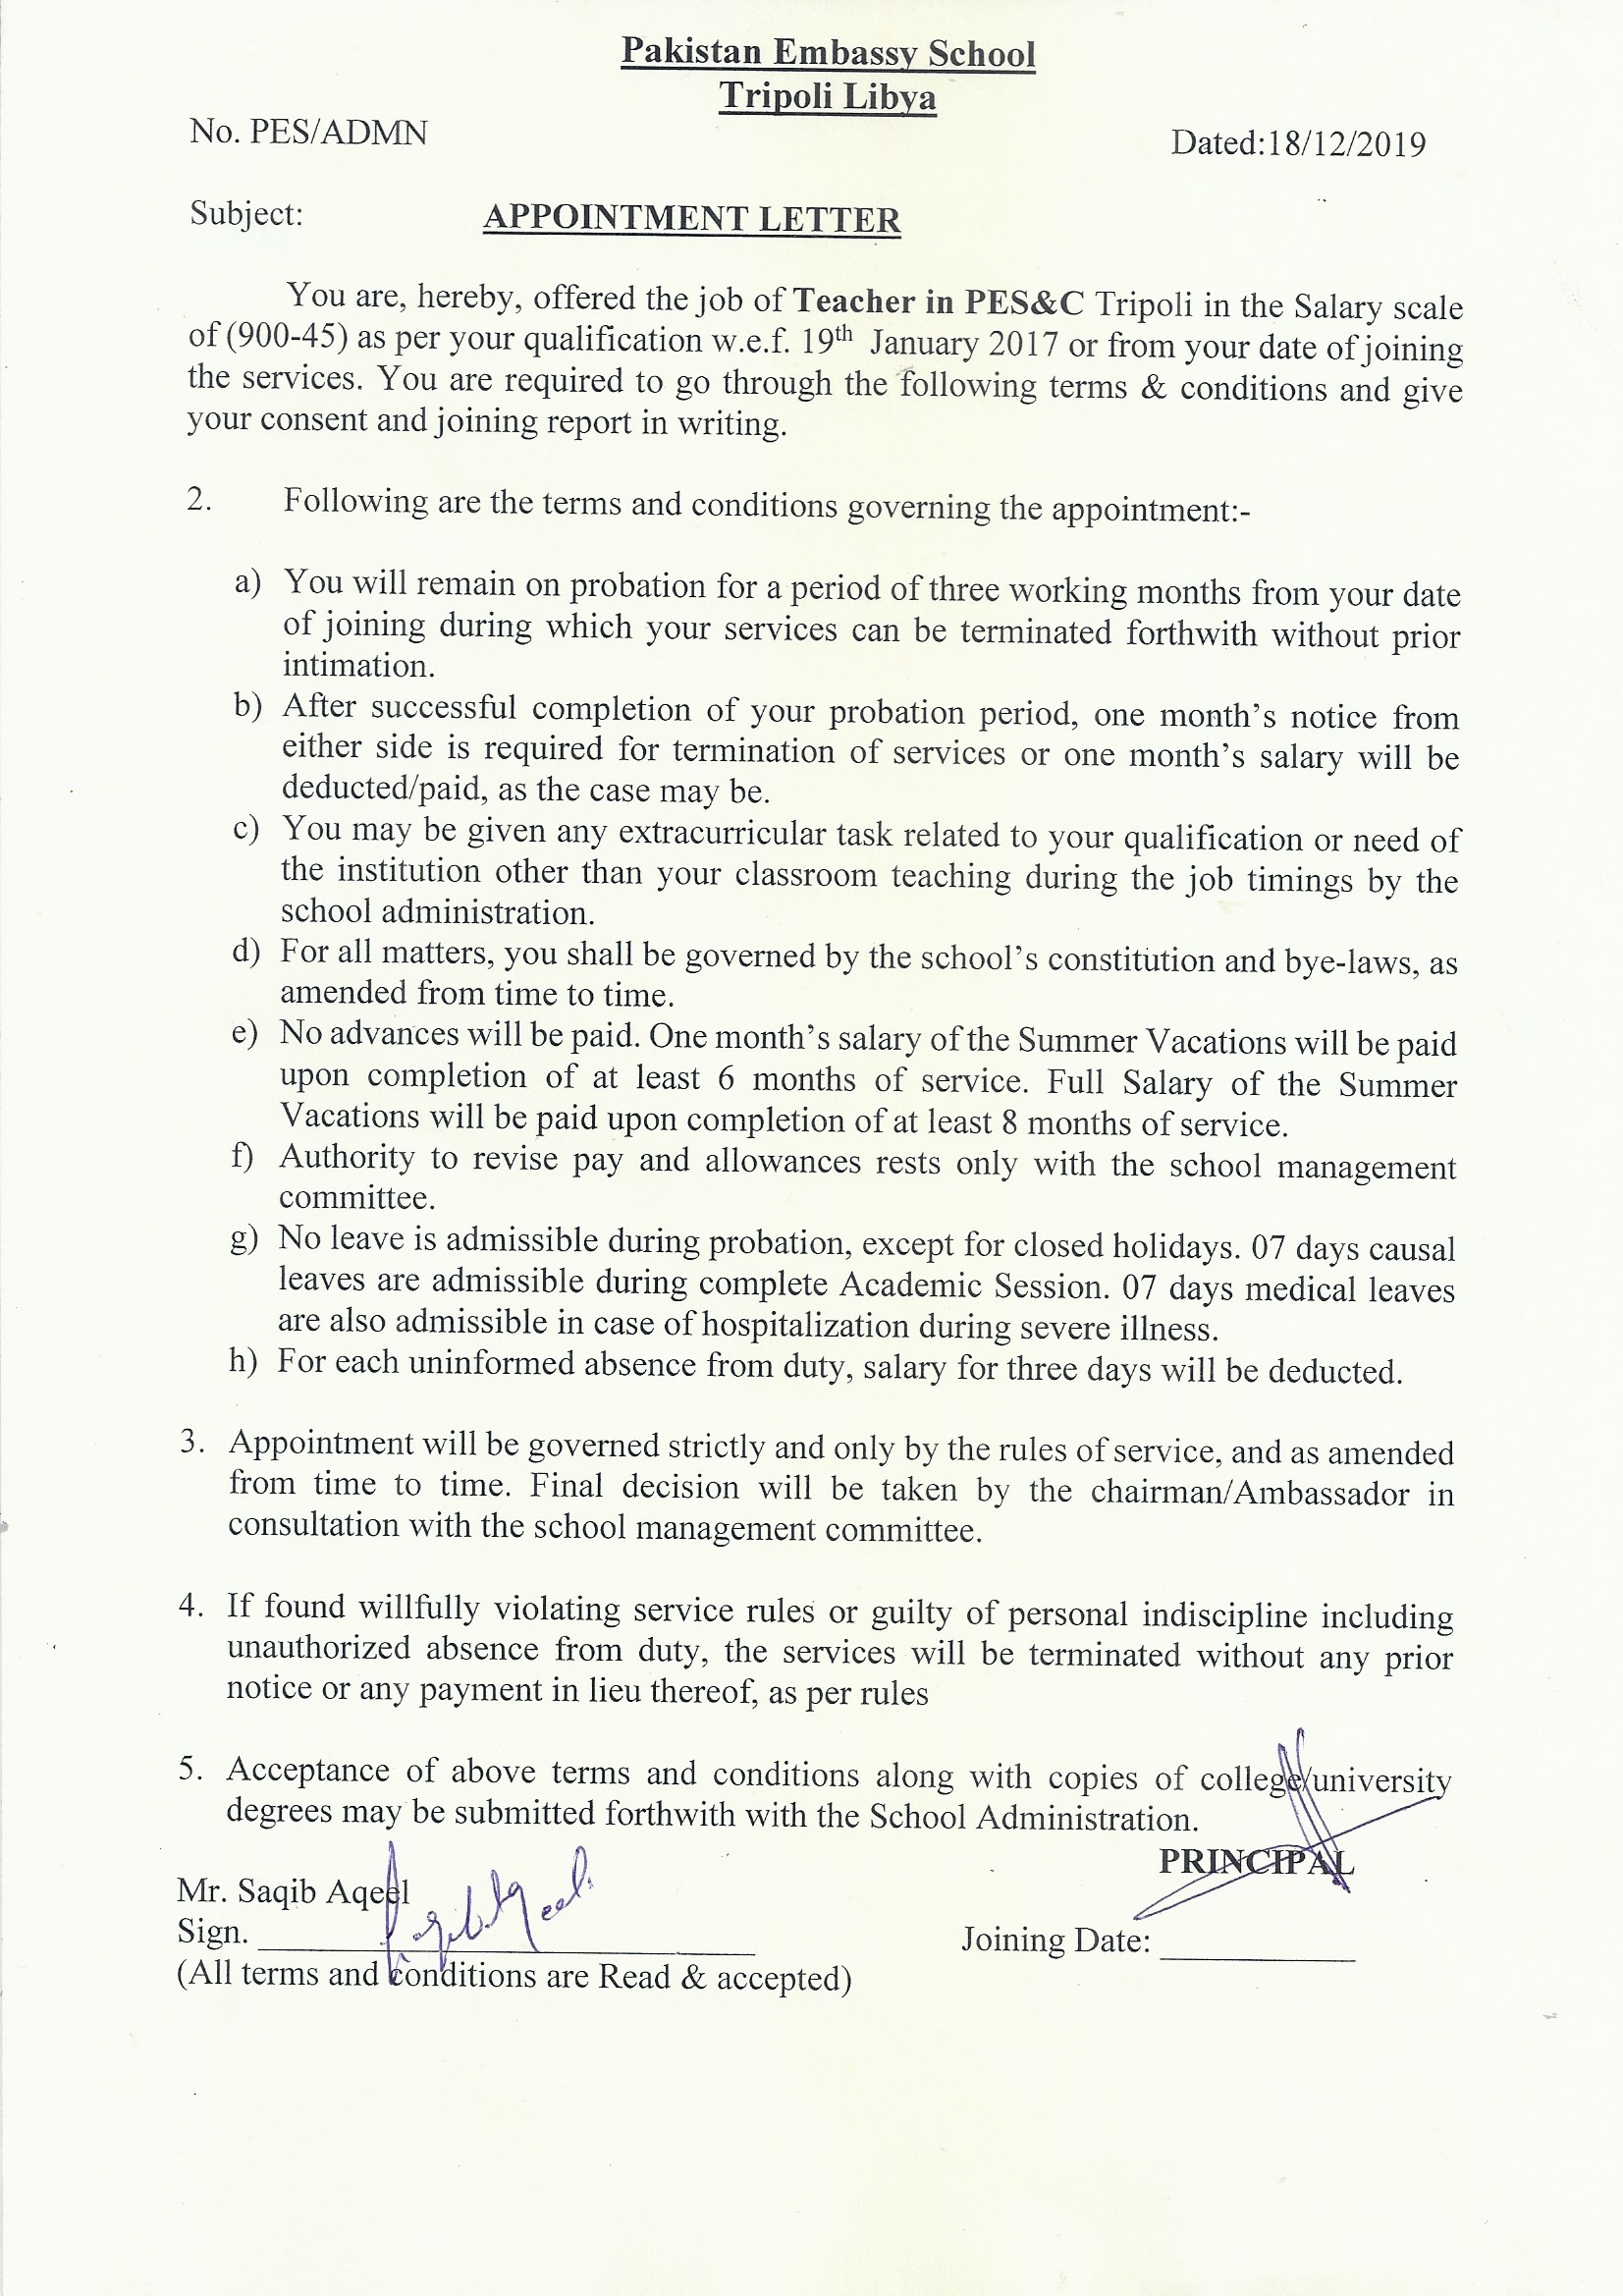 Pakistan Embassy School
Tripoli Libya
No. PES/ADMN
Dated:18/12/2019
Subject: APPOINTMENT LETTER
You are, hereby, offered the job of Teacher in PES&C Tripoli in the Salary scale
of (900-45) as per your qualification w.e.f. 19th January 2017 or from your date of joining
the services. You are required to go through the following terms & conditions and give
your consent and joining report in writing.
2. Following are the terms and conditions governing the appointment:-
a) You will remain on probation for a period of three working months from your date
of joining during which your services can be terminated forthwith without prior
intimation.
b) After successful completion of your probation period, one month's notice from
either side is required for termination of services or one month's salary will be
deducted/paid, as the case may be.
c) You may be given any extracurricular task related to your qualification or need of
the institution other than your classroom teaching during the job timings by the
school administration.
d) For all matters, you shall be governed by the school's constitution and bye-laws, as
amended from time to time.
e) No advances will be paid. One month's salary of the Summer Vacations will be paid
upon completion of at least 6 months of service. Full Salary of the Summer
Vacations will be paid upon completion of at least 8 months of service.
f) Authority to revise pay and allowances rests only with the school management
committee.
g) No leave is admissible during probation, except for closed holidays. 07 days causal
leaves are admissible during complete Academic Session. 07 days medical leaves
are also admissible in case of hospitalization during severe illness.
h) For each uninformed absence from duty, salary for three days will be deducted.
3. Appointment will be governed strictly and only by the rules of service, and as amended
from time to time. Final decision will be taken by the chairman/Ambassador in
consultation with the school management committee.
4. If found willfully violating service rules or guilty of personal indiscipline including
unauthorized absence from duty, the services will be terminated without any prior
notice or any payment in lieu thereof, as per rules
5. Acceptance of above terms and conditions along with copies of college/university
degrees may be submitted forthwith with the School Administration.
PRINCIPAL
Mr. Saqib Aqeel
Sign. Saqib Aqeel
Joining Date:
(All terms and conditions are Read & accepted)